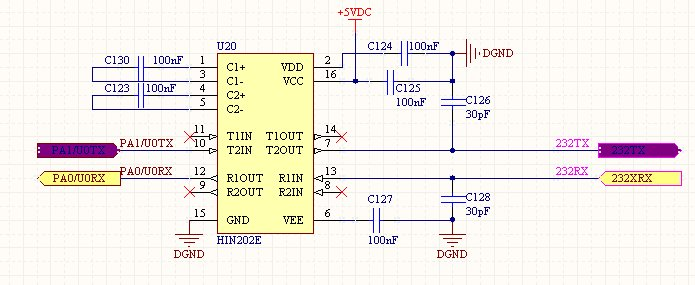 +5VDC
U20
C130 100nF 1 C1+ VDD 2 C124 100nF DGND
3 C1- VCC 16
C123 100nF 4 C2+ C125 C126
5 C2- 100nF 30pF
11 T1IN T1OUT 14
PA1/U0TX PA1/U0TX 10 T2IN T2OUT 7 232TX 232TX
PA0/U0RX PA0/U0RX 12 R1OUT R1IN 13 232RX 232XRX
9 R2OUT R2IN 8 C127 C128
30pF
15 GND VEE 6
DGND HIN202E 100nF DGND